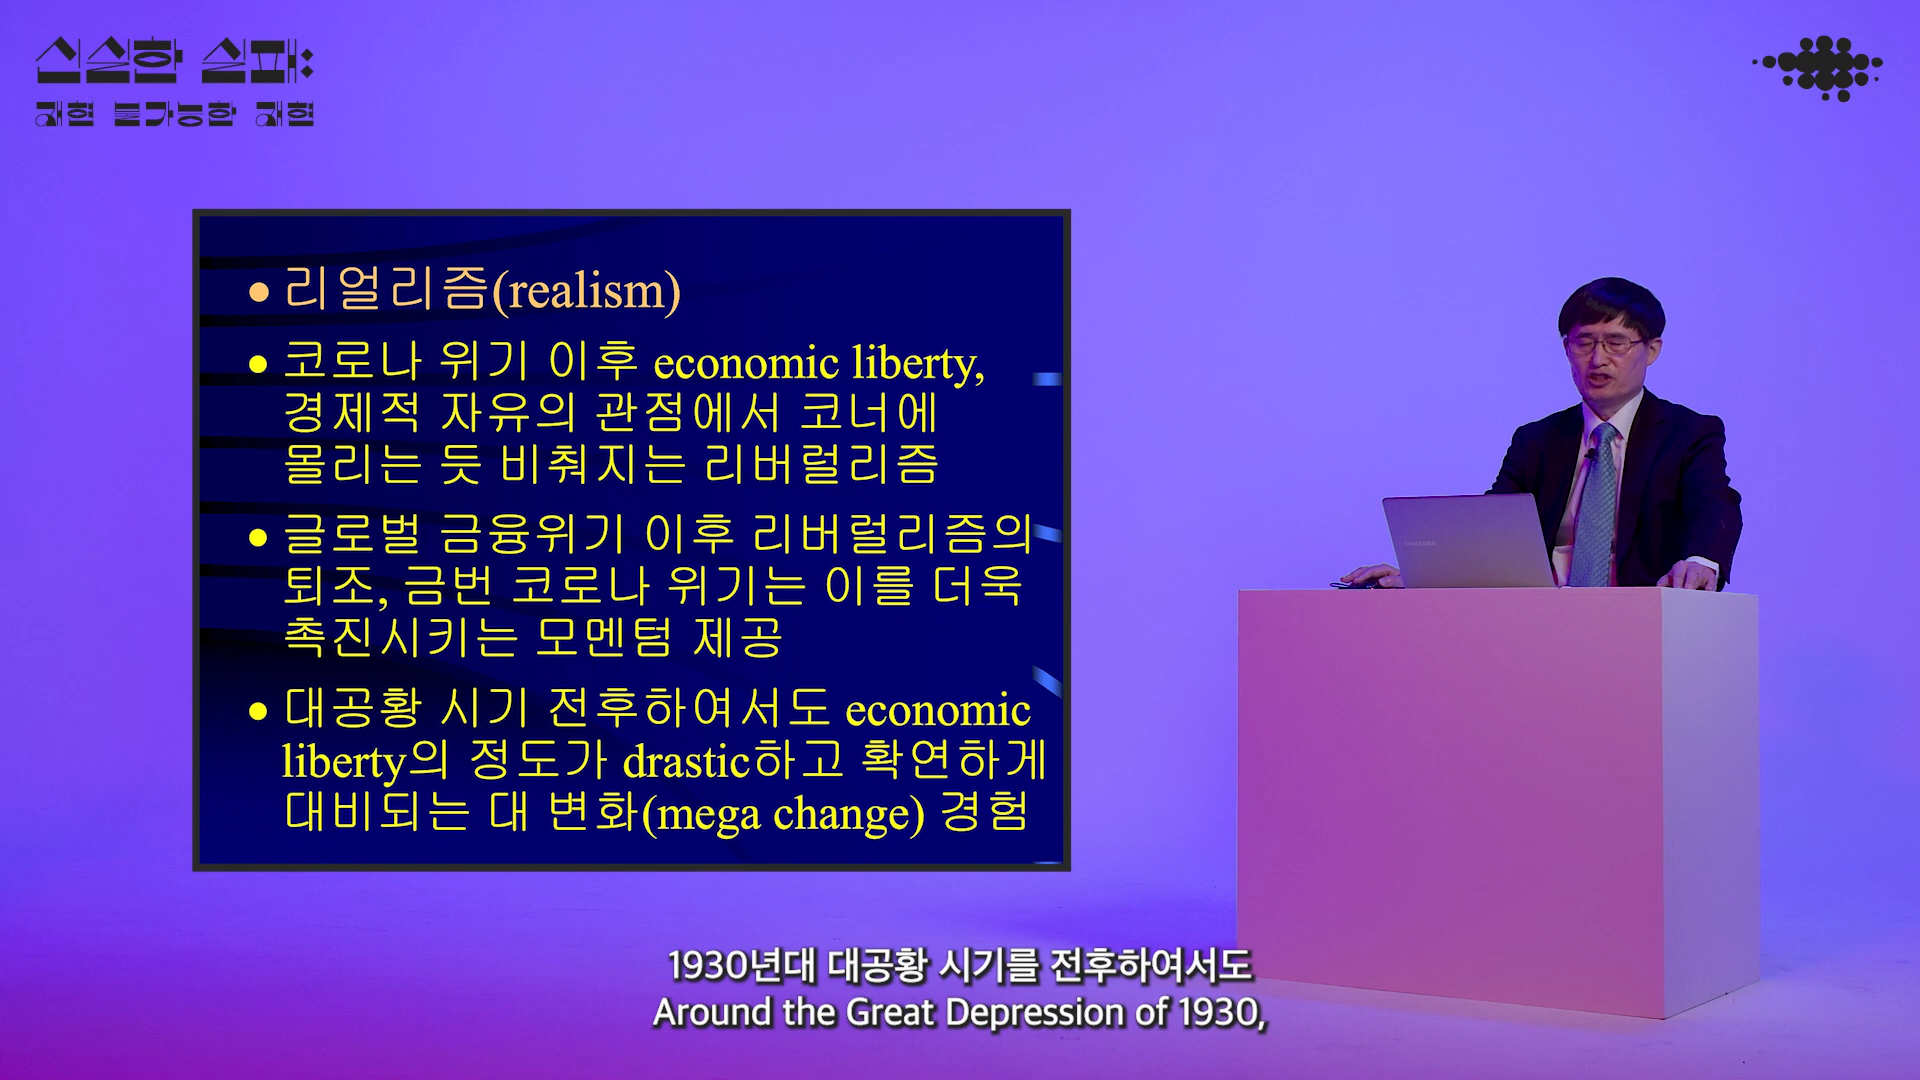 신실한 실패:
재현 불가능한 재현
• 리얼리즘(realism)
• 코로나 위기 이후 economic liberty,
경제적 자유의 관점에서 코너에
몰리는 듯 비춰지는 리버럴리즘
• 글로벌 금융위기 이후 리버럴리즘의
퇴조, 금번 코로나 위기는 이를 더욱
촉진시키는 모멘텀 제공
• 대공황 시기 전후하여서도 economic
liberty의 정도가 drastic하고 확연하게
대비되는 대 변화(mega change) 경험
SAMSUNG
1930년대 대공황 시기를 전후하여서도
Around the Great Depression of 1930,